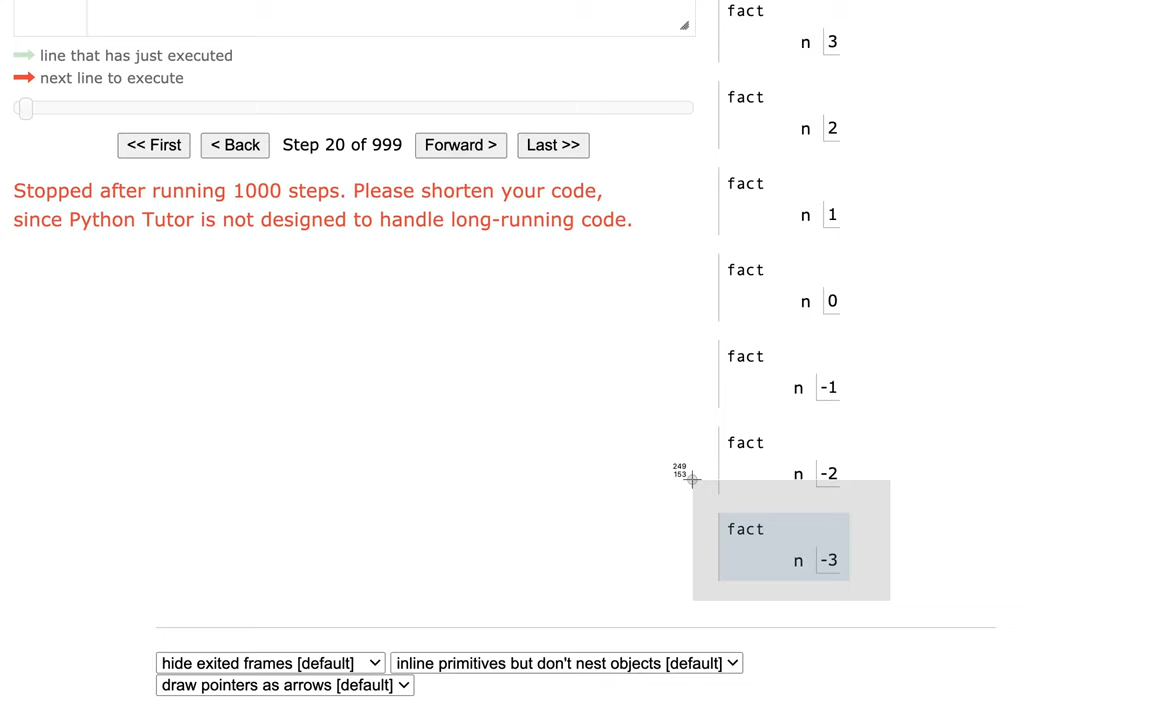 line that has just executed
next line to execute
<< First
< Back
Step 20 of 999
Forward >
Last >>
Stopped after running 1000 steps. Please shorten your code,
since Python Tutor is not designed to handle long-running code.
fact
n 3
fact
n 2
fact
n 1
fact
n 0
fact
n -1
fact
n -2
249
153
fact
n -3
hide exited frames [default]
inline primitives but don't nest objects [default]
draw pointers as arrows [default]